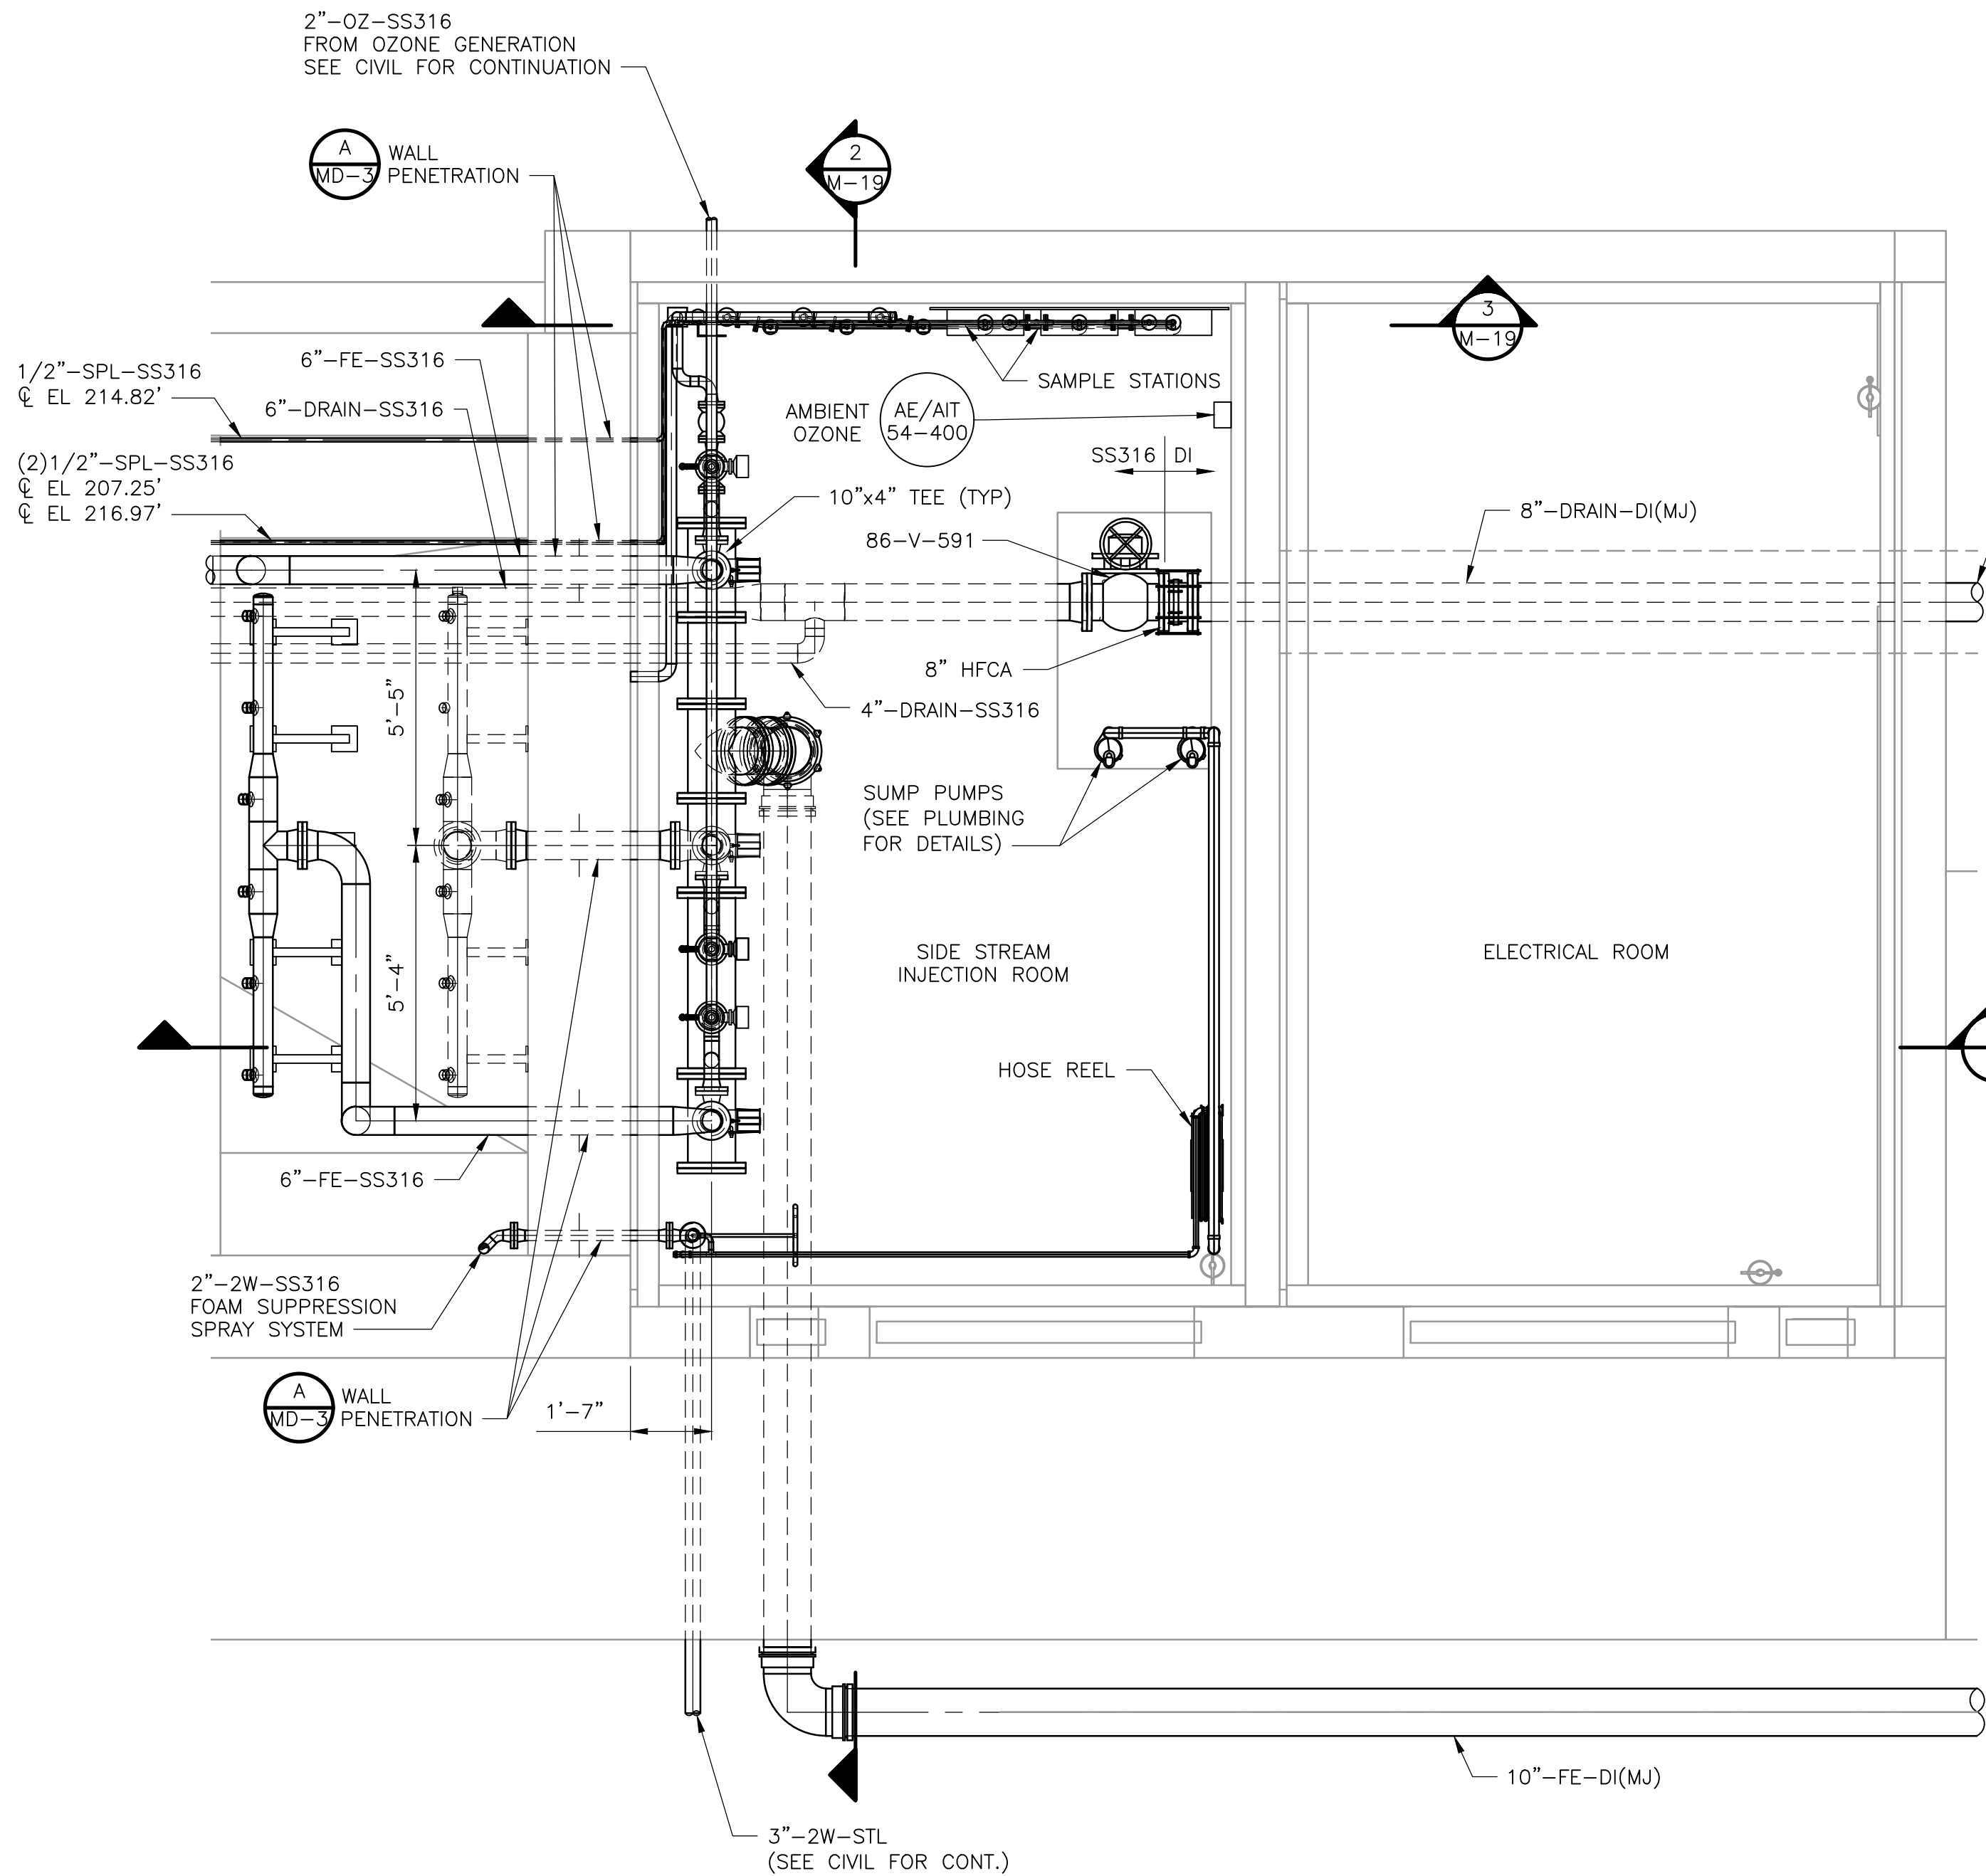 2"-OZ-SS316
FROM OZONE GENERATION
SEE CIVIL FOR CONTINUATION
A
MD-3
WALL
PENETRATION
2
M-19
3
M-19
1/2"-SPL-SS316
℄ EL 214.82'
6"-FE-SS316
6"-DRAIN-SS316
(2)1/2"-SPL-SS316
℄ EL 207.25'
℄ EL 216.97'
SAMPLE STATIONS
AMBIENT
OZONE
AE/AIT
54-400
SS316
DI
10"x4" TEE (TYP)
86-V-591
8"-DRAIN-DI(MJ)
8" HFCA
4"-DRAIN-SS316
5'-5"
SUMP PUMPS
(SEE PLUMBING
FOR DETAILS)
5'-4"
SIDE STREAM
INJECTION ROOM
ELECTRICAL ROOM
HOSE REEL
6"-FE-SS316
2"-2W-SS316
FOAM SUPPRESSION
SPRAY SYSTEM
A
MD-3
WALL
PENETRATION
1'-7"
10"-FE-DI(MJ)
3"-2W-STL
(SEE CIVIL FOR CONT.)